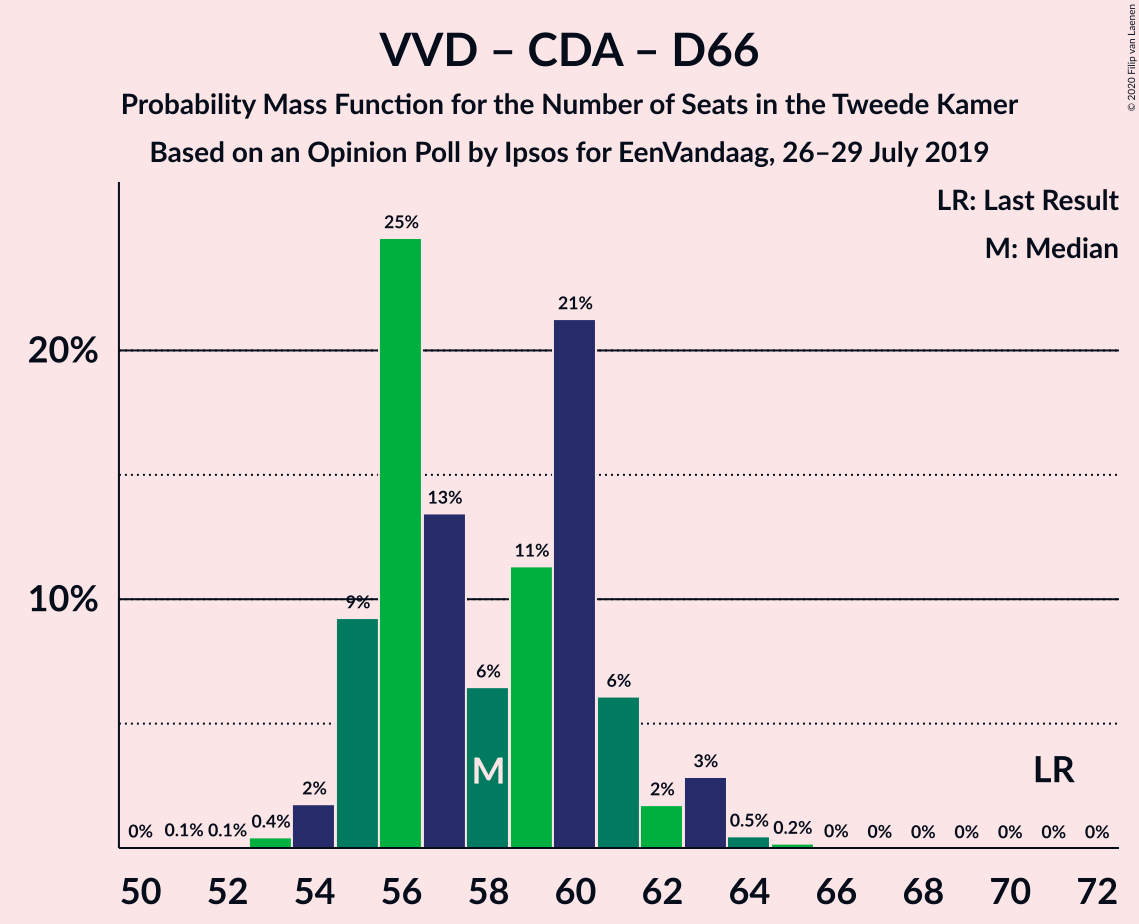 VVD – CDA – D66
Probability Mass Function for the Number of Seats in the Tweede Kamer
Based on an Opinion Poll by Ipsos for EenVandaag, 26–29 July 2019
© 2020 Filip van Laenen
LR: Last Result
M: Median
25%
21%
20%
13%
11%
10%
9%
6%
6%
M
LR
3%
2%
2%
0%
0.1%
0.1%
0.4%
0.5%
0.2%
0%
0%
0%
0%
0%
0%
0%
50 52 54 56 58 60 62 64 66 68 70 72